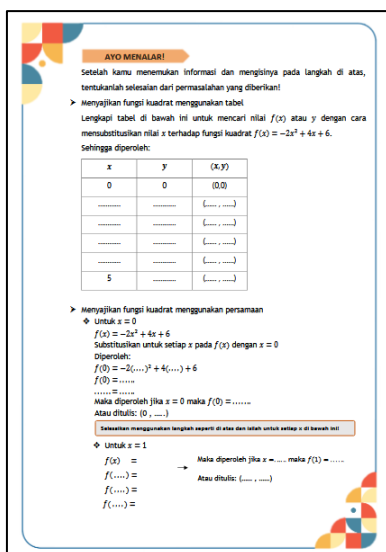 AYO MENALAR!
Setelah kamu menemukan informasi dan mengisinya pada langkah di atas,
tentukanlah selesaian dari permasalahan yang diberikan!
➤ Menyajikan fungsi kuadrat menggunakan tabel
Lengkapi tabel di bawah ini untuk mencari nilai f(x) atau y dengan cara
mensubstitusikan nilai x terhadap fungsi kuadrat f(x) = −2x² + 4x + 6.
Sehingga diperoleh:
x y (x, y)
0 0 (0,0)
........... ........... (...... , ......)
........... ........... (...... , ......)
........... ........... (...... , ......)
........... ........... (...... , ......)
5 ........... (...... , ......)
➤ Menyajikan fungsi kuadrat menggunakan persamaan
❖ Untuk x = 0
f(x) = −2x² + 4x + 6
Substitusikan untuk setiap x pada f(x) dengan x = 0
Diperoleh:
f(0) = −2(....)² + 4(....) + 6
f(0) = ......
...... = ......
Maka diperoleh jika x = 0 maka f(0) = .......
Atau ditulis: (0 , .....)
Selesaikan menggunakan langkah seperti di atas dan isilah untuk setiap x di bawah ini!
❖ Untuk x = 1
f(x) =
f(....) =
f(....) =
f(....) =
→
Maka diperoleh jika x = ..... maka f(1) = ......
Atau ditulis: (...... , ......)